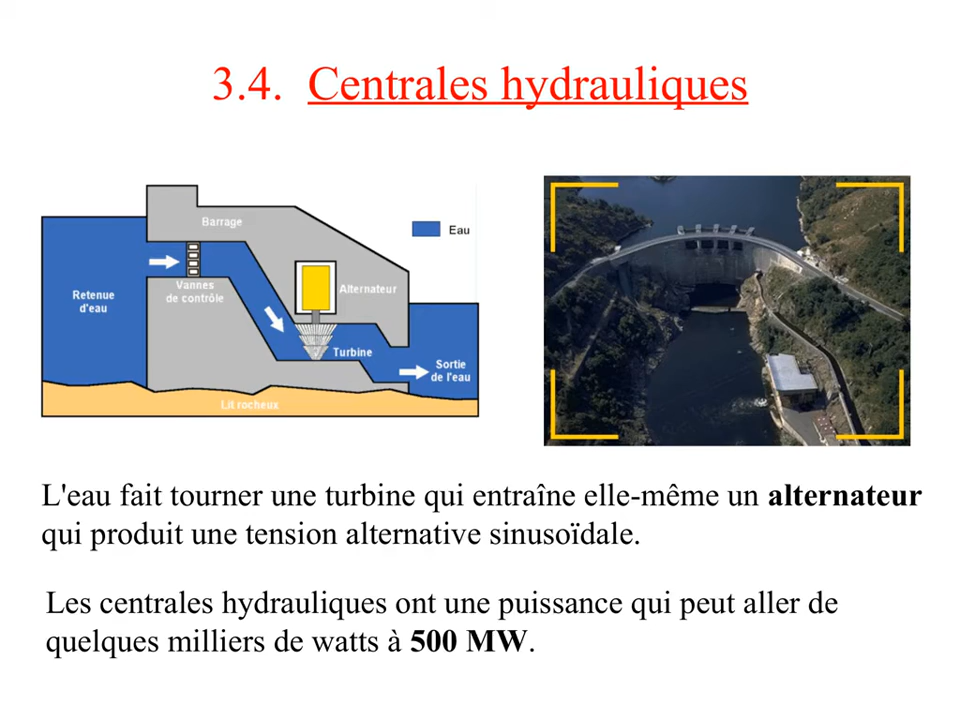 3.4. Centrales hydrauliques
Barrage
Eau
Vannes
de contrôle
Alternateur
Retenue
d'eau
Turbine
Sortie
de l'eau
Lit rocheux
L'eau fait tourner une turbine qui entraîne elle-même un alternateur
qui produit une tension alternative sinusoïdale.
Les centrales hydrauliques ont une puissance qui peut aller de
quelques milliers de watts à 500 MW.